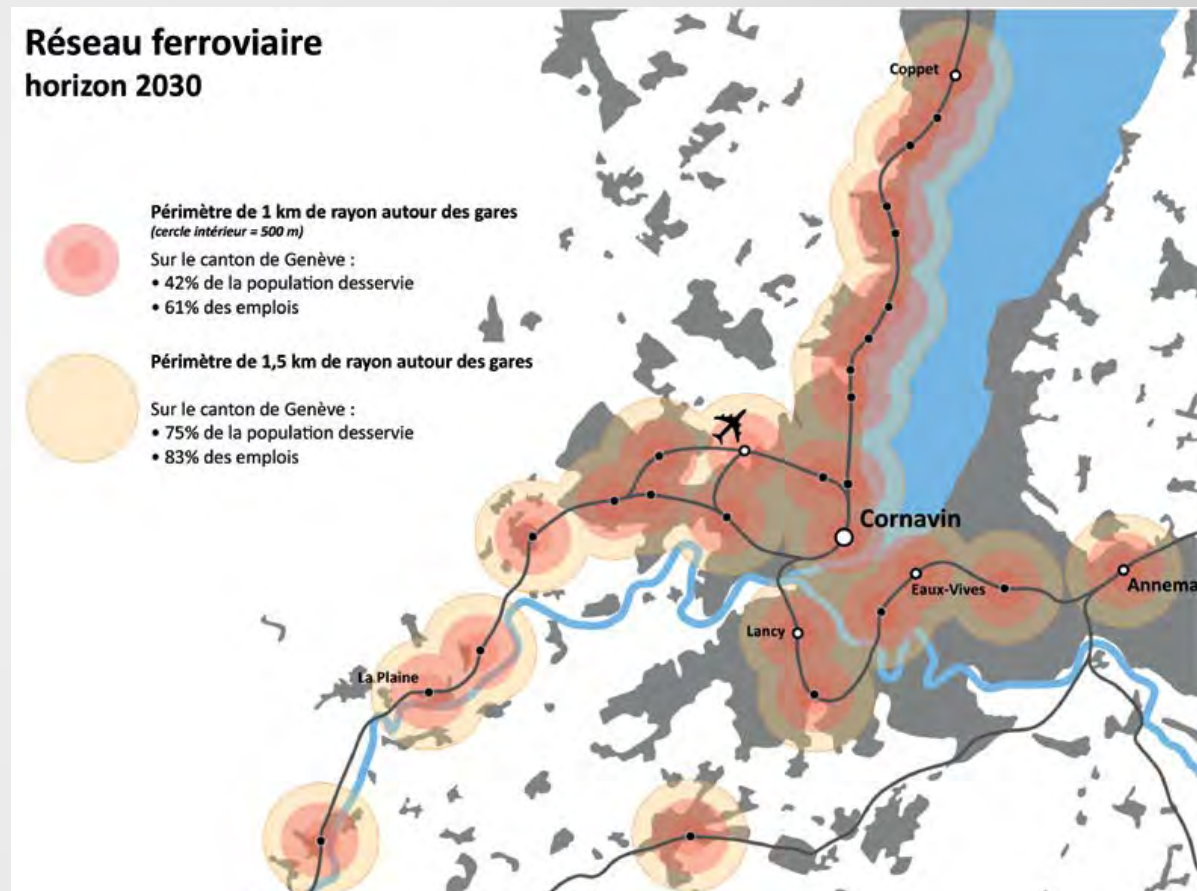 Réseau ferroviaire
horizon 2030
Périmètre de 1 km de rayon autour des gares
(cercle intérieur = 500 m)
Sur le canton de Genève :
• 42% de la population desservie
• 61% des emplois
Périmètre de 1,5 km de rayon autour des gares
Sur le canton de Genève :
• 75% de la population desservie
• 83% des emplois
Coppet
Cornavin
Eaux-Vives
Annema
Lancy
La Plaine